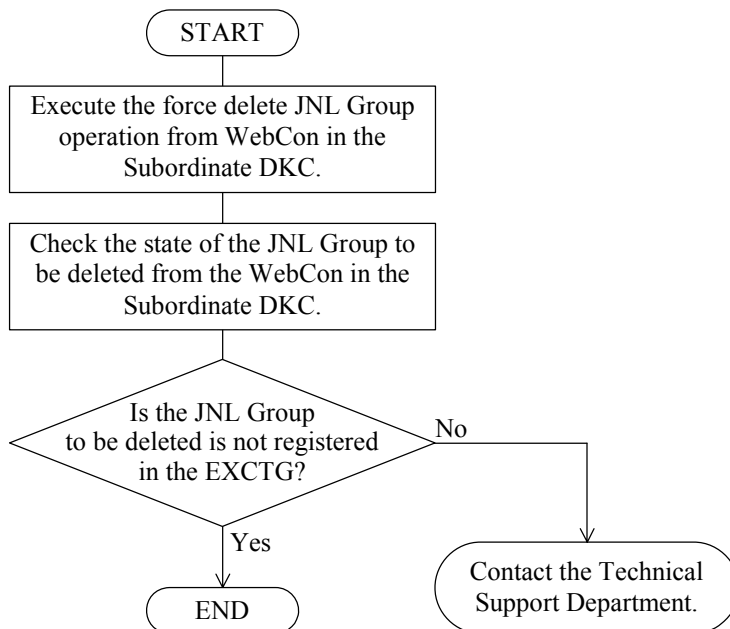 START
Execute the force delete JNL Group
operation from WebCon in the
Subordinate DKC.
Check the state of the JNL Group to
be deleted from the WebCon in the
Subordinate DKC.
Is the JNL Group
to be deleted is not registered
in the EXCTG?
No
Yes
Contact the Technical
Support Department.
END